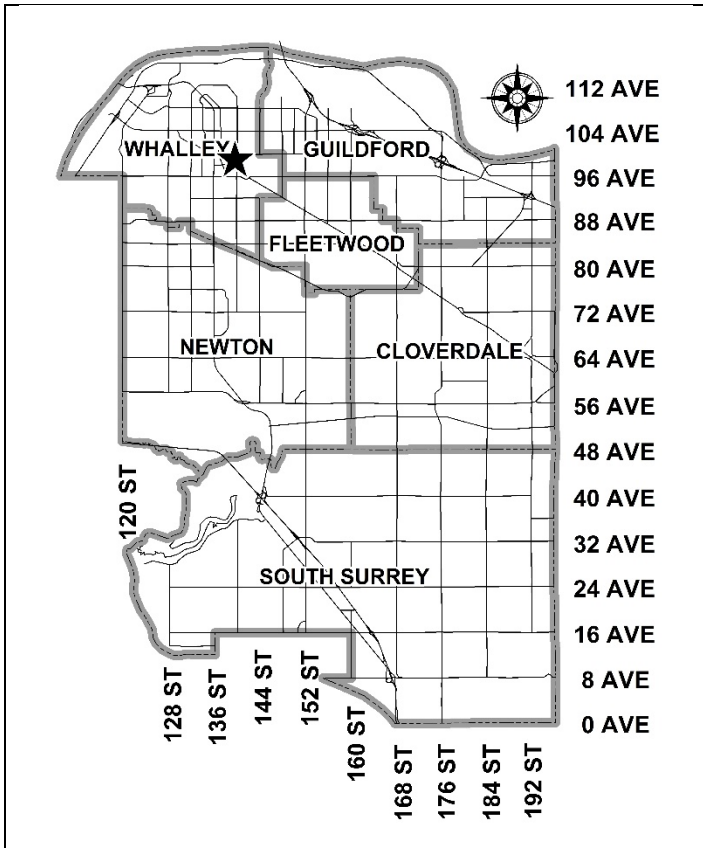 112 AVE
104 AVE
WHALLEY
GUILDFORD
96 AVE
88 AVE
FLEETWOOD
80 AVE
72 AVE
NEWTON
CLOVERDALE
64 AVE
56 AVE
48 AVE
120 ST
40 AVE
32 AVE
SOUTH SURREY
24 AVE
16 AVE
128 ST
136 ST
144 ST
152 ST
160 ST
8 AVE
0 AVE
168 ST
176 ST
184 ST
192 ST